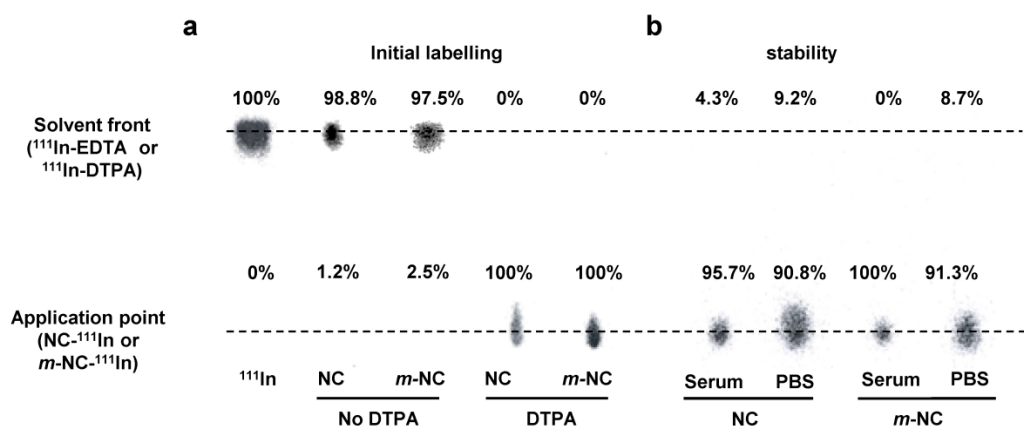 a
b
Initial labelling
stability
100% 98.8% 97.5% 0% 0% 4.3% 9.2% 0% 8.7%
Solvent front
(¹¹¹In-EDTA or
¹¹¹In-DTPA)
0% 1.2% 2.5% 100% 100% 95.7% 90.8% 100% 91.3%
Application point
(NC-¹¹¹In or
m-NC-¹¹¹In)
¹¹¹In NC m-NC NC m-NC Serum PBS Serum PBS
No DTPA DTPA NC m-NC